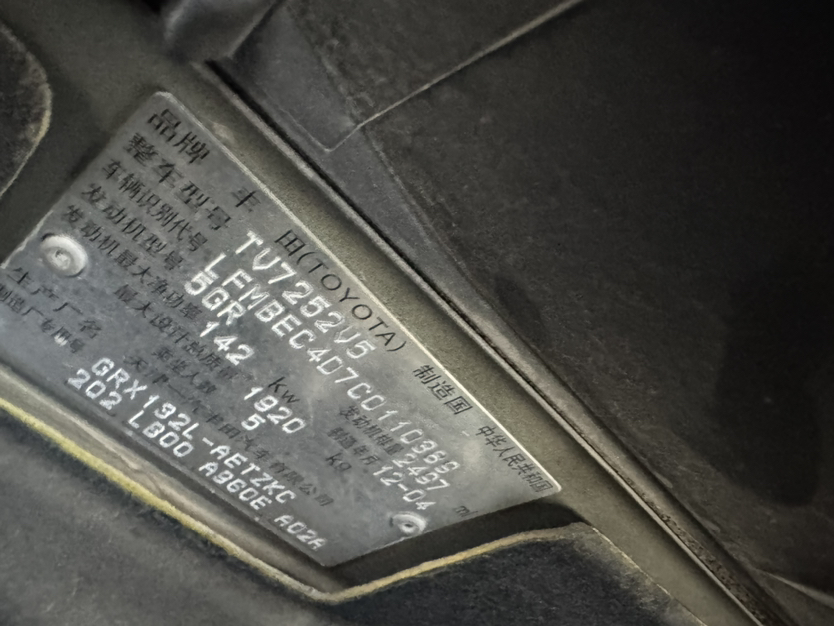 品牌 丰田(TOYOTA) 制造国 中华人民共和国
整车型号 TV7252V5
车辆识别代号 LFMBEC4D7C0110359
发动机型号 5GR 发动机排量 2497 ml
发动机最大净功率 142 kw 制造年月 12-04
最大设计总质量 1920 kg
乘坐人数 5
生产厂名 天津一汽丰田汽车有限公司
制造厂专用号 GRX132L-AETZKC
202 LB00 A960E A02A